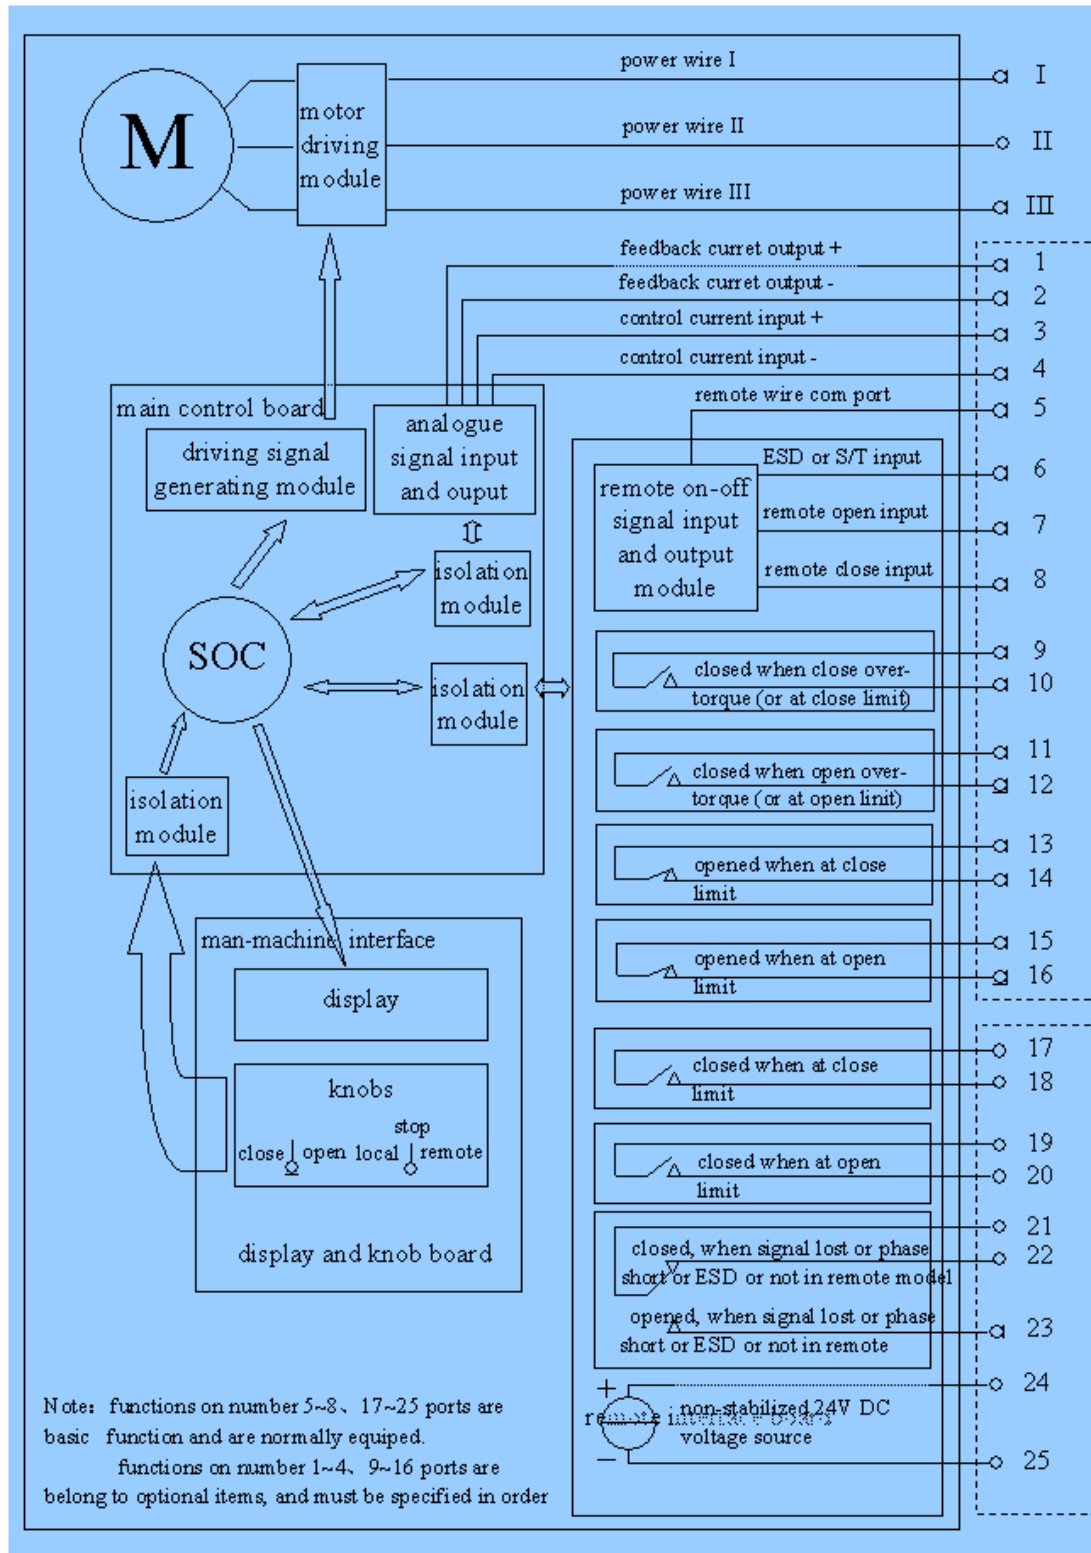 power wire I
I
M
motor
driving
module
power wire II
II
power wire III
III
feedback curret output +
1
feedback curret output -
2
control current input +
3
control current input -
4
remote wire com port
5
main control board
driving signal
generating module
analogue
signal input
and ouput
ESD or S/T input
6
remote on-off
signal input
and output
module
remote open input
7
remote close input
8
isolation
module
SOC
isolation
module
isolation
module
9
closed when close over-
torque (or at close limit)
10
11
closed when open over-
torque (or at open linit)
12
13
opened when at close
limit
14
15
opened when at open
limit
16
17
closed when at close
limit
18
19
closed when at open
limit
20
21
closed, when signal lost or phase
short or ESD or not in remote model
22
opened, when signal lost or phase
short or ESD or not in remote
23
man-machine interface
display
knobs
stop
close open local remote
display and knob board
+
24
non-stabilized 24V DC
voltage source
remote interface board
−
25
Note: functions on number 5~8、17~25 ports are
basic function and are normally equiped.
functions on number 1~4、9~16 ports are
belong to optional items, and must be specified in order